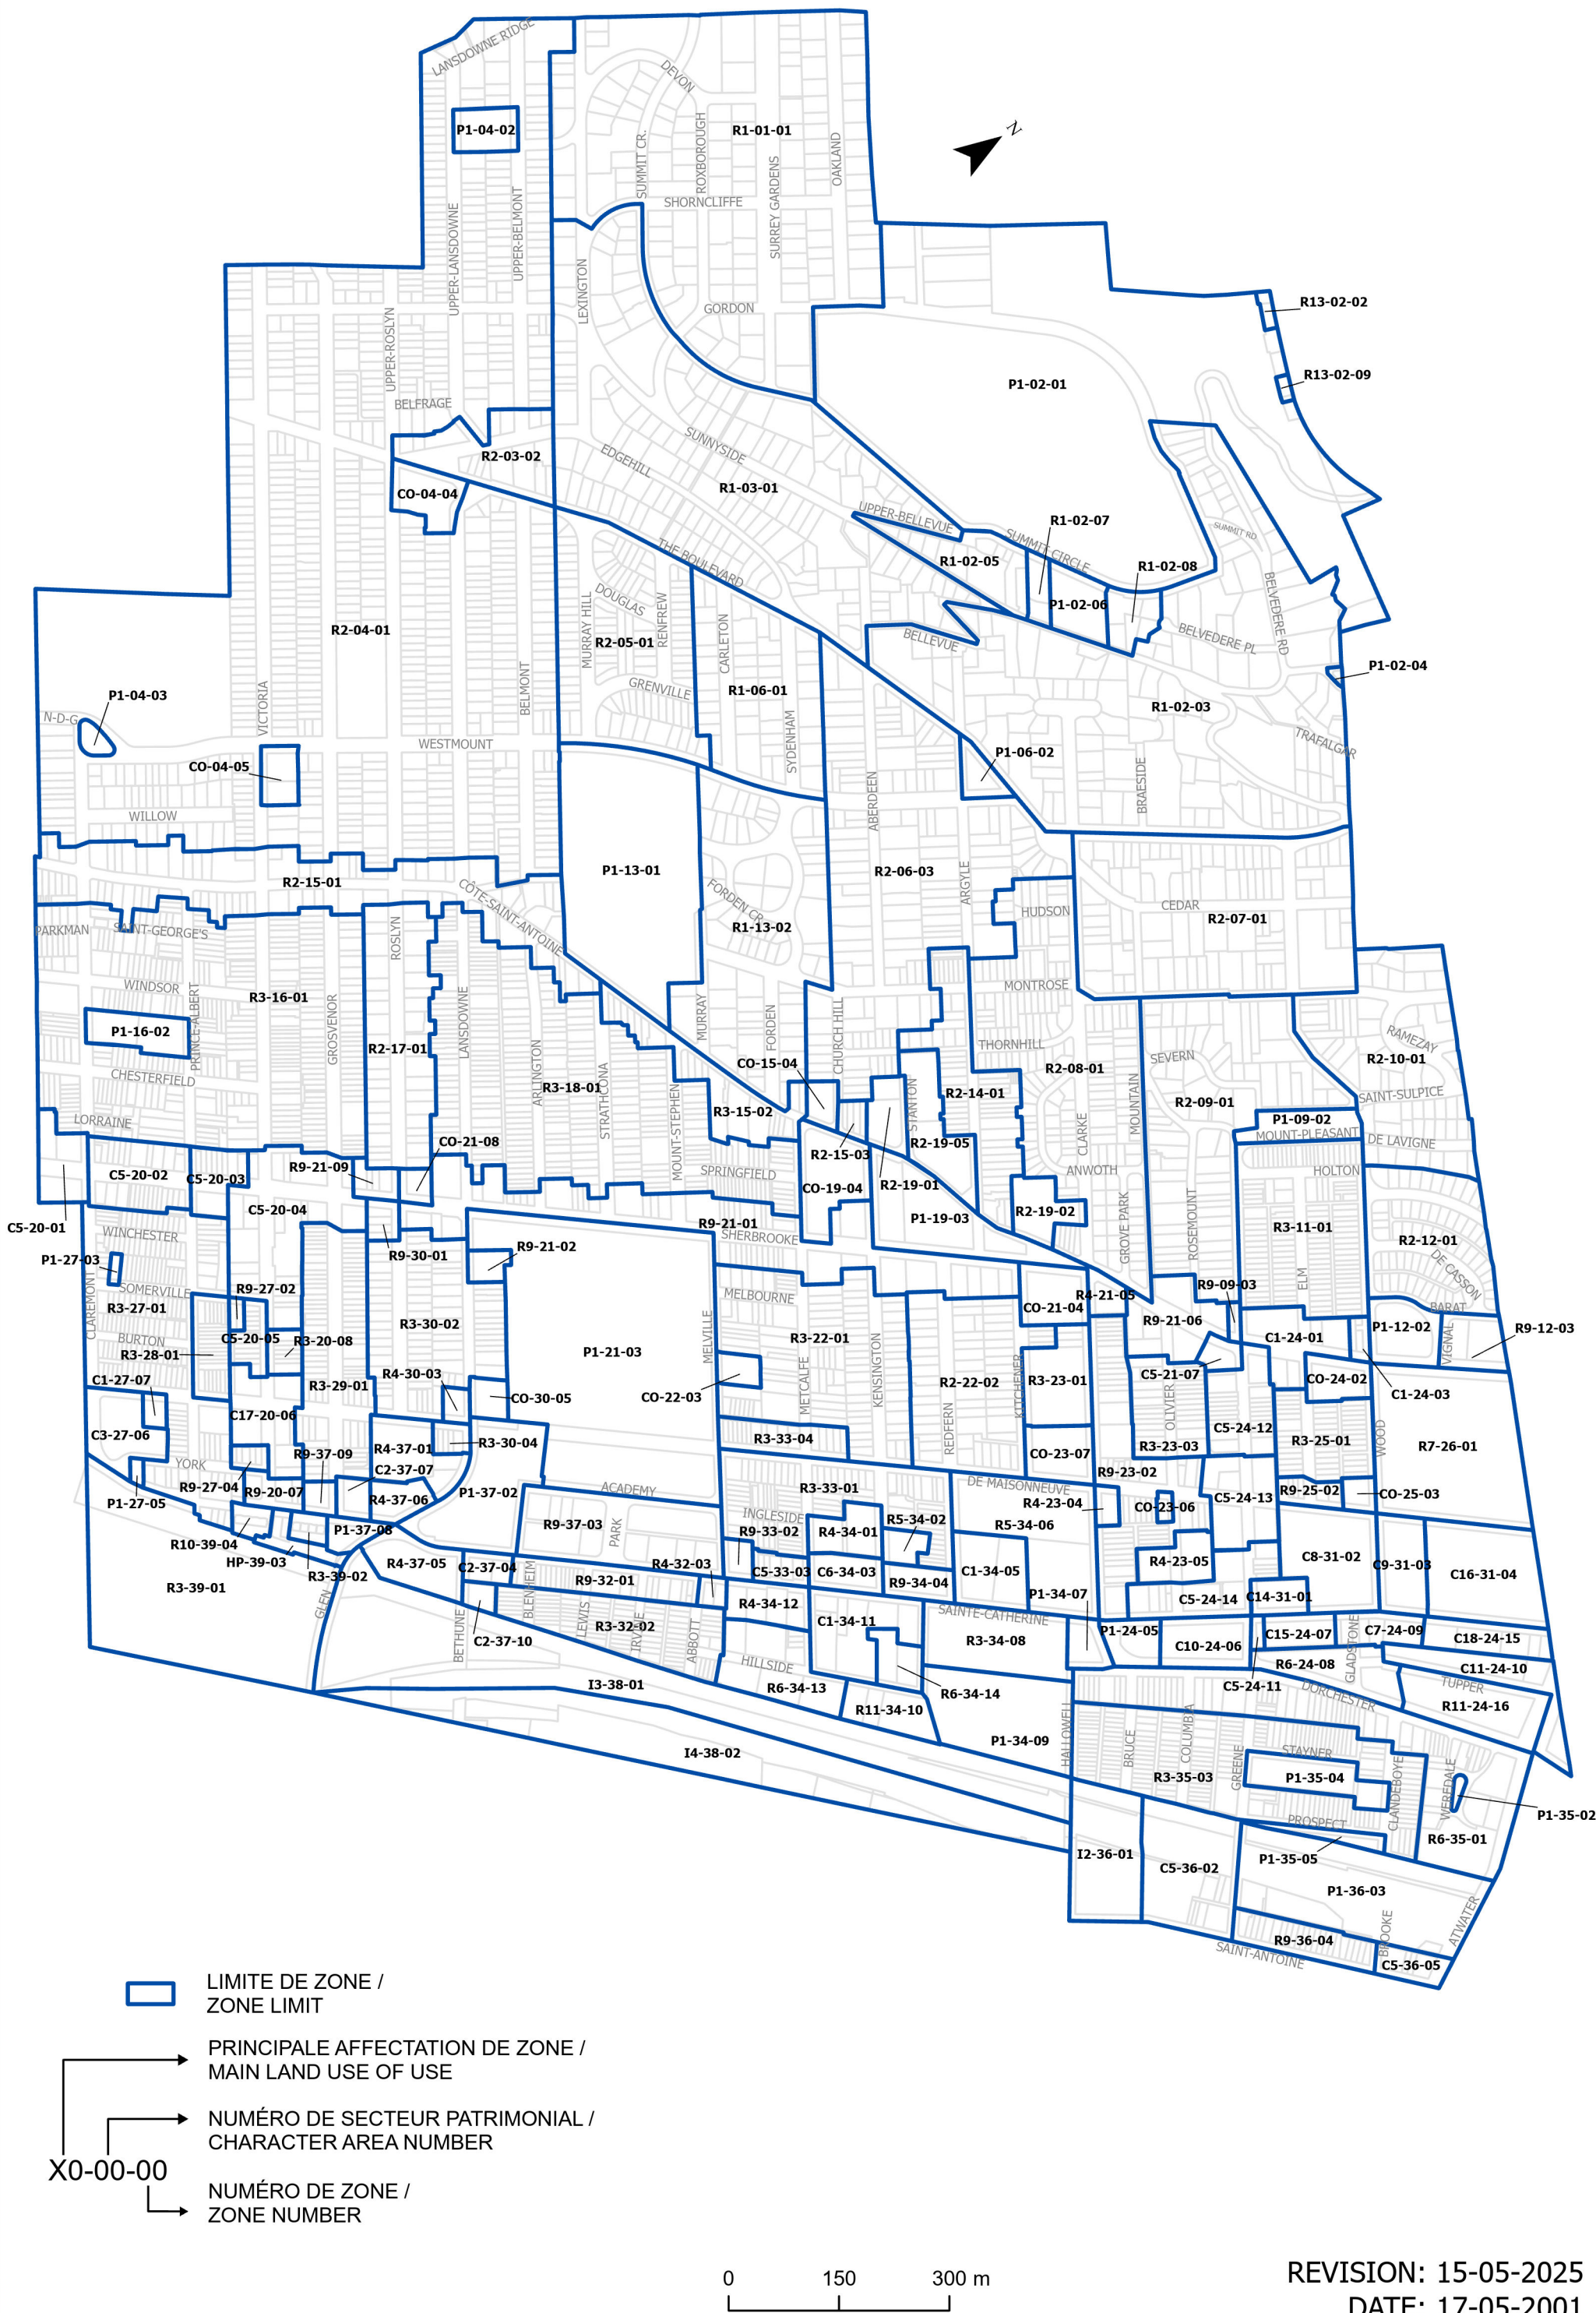 LANSDOWNE RIDGE
DEVON
P1-04-02
R1-01-01
N
SUMMIT CR.
ROXBOROUGH
SURREY GARDENS
OAKLAND
SHORNCLIFFE
UPPER-LANSDOWNE
UPPER-BELMONT
LEXINGTON
GORDON
R13-02-02
UPPER-ROSLYN
R13-02-09
P1-02-01
BELFRAGE
SUNNYSIDE
R2-03-02
EDGEHILL
R1-03-01
CO-04-04
UPPER-BELLEVUE
R1-02-07
SUMMIT RD
SUMMIT CIRCLE
THE BOULEVARD
R1-02-05
R1-02-08
DOUGLAS
P1-02-06
BELVEDERE RD
MURRAY HILL
RENFREW
R2-04-01
R2-05-01
CARLETON
BELLEVUE
BELVEDERE PL
P1-02-04
GRENVILLE
R1-06-01
P1-04-03
BELMONT
R1-02-03
N-D-G
VICTORIA
SYDENHAM
TRAFALGAR
WESTMOUNT
P1-06-02
CO-04-05
ABERDEEN
BRAESIDE
WILLOW
P1-13-01
R2-06-03
R2-15-01
ARGYLE
CÔTE-SAINT-ANTOINE
FORDEN CR.
HUDSON
CEDAR
R2-07-01
R1-13-02
PARKMAN
SAINT-GEORGE'S
ROSLYN
WINDSOR
R3-16-01
MONTROSE
PRINCE-ALBERT
GROSVENOR
LANSDOWNE
MURRAY
FORDEN
CHURCH HILL
P1-16-02
R2-17-01
THORNHILL
RAMEZAY
R2-10-01
SEVERN
CO-15-04
R2-08-01
CHESTERFIELD
ARLINGTON
R3-18-01
STRATHCONA
MOUNT-STEPHEN
R2-14-01
SAINT-SULPICE
R2-09-01
MOUNTAIN
R3-15-02
STANTON
LORRAINE
P1-09-02
MOUNT-PLEASANT
DE LAVIGNE
CO-21-08
R2-19-05
CLARKE
R2-15-03
R9-21-09
SPRINGFIELD
ANWOTH
HOLTON
C5-20-02
C5-20-03
CO-19-04
R2-19-01
C5-20-04
P1-19-03
R2-19-02
GROVE PARK
ROSEMOUNT
R3-11-01
C5-20-01
R9-21-01
SHERBROOKE
WINCHESTER
R2-12-01
R9-30-01
R9-21-02
P1-27-03
DE CASSON
ELM
SOMERVILLE
R9-27-02
MELBOURNE
R4-21-05
R9-09-03
R3-27-01
CO-21-04
BARAT
CLAREMONT
R3-30-02
R9-21-06
P1-12-02
R9-12-03
BURTON
C5-20-05
R3-20-08
MELVILLE
R3-22-01
C1-24-01
VIGNAL
R3-28-01
P1-21-03
KENSINGTON
C5-21-07
C1-27-07
R3-29-01
R4-30-03
METCALFE
R2-22-02
KITCHENER
R3-23-01
CO-24-02
C1-24-03
CO-30-05
CO-22-03
OLIVIER
C17-20-06
C5-24-12
C3-27-06
R3-30-04
R3-33-04
REDFERN
R3-23-03
R3-25-01
WOOD
R7-26-01
R9-37-09
R4-37-01
CO-23-07
YORK
C2-37-07
R9-23-02
R9-27-04
R9-20-07
R4-37-06
P1-37-02
ACADEMY
R3-33-01
DE MAISONNEUVE
R9-25-02
CO-25-03
P1-27-05
R4-23-04
CO-23-06
C5-24-13
INGLESIDE
R5-34-02
R9-37-03
PARK
R9-33-02
R4-34-01
R5-34-06
P1-37-08
R10-39-04
HP-39-03
R3-39-02
R4-37-05
C2-37-04
R4-32-03
C5-33-03
C6-34-03
C1-34-05
R4-23-05
C8-31-02
C9-31-03
C16-31-04
R3-39-01
R9-32-01
R9-34-04
P1-34-07
C5-24-14
C14-31-01
GLEN
BLENHEIM
R4-34-12
LEWIS
R3-32-02
IRVINE
ABBOTT
C1-34-11
SAINTE-CATHERINE
P1-24-05
C15-24-07
C7-24-09
C18-24-15
BETHUNE
C2-37-10
R3-34-08
C10-24-06
GLADSTONE
HILLSIDE
R6-24-08
C11-24-10
I3-38-01
R6-34-13
R6-34-14
C5-24-11
DORCHESTER
TUPPER
R11-34-10
R11-24-16
P1-34-09
HALLOWELL
I4-38-02
BRUCE
COLUMBIA
GREENE
STAYNER
R3-35-03
P1-35-04
CLANDEBOYE
WEREDALE
P1-35-02
PROSPECT
R6-35-01
I2-36-01
C5-36-02
P1-35-05
P1-36-03
BROOKE
ATWATER
R9-36-04
SAINT-ANTOINE
C5-36-05
LIMITE DE ZONE /
ZONE LIMIT
PRINCIPALE AFFECTATION DE ZONE /
MAIN LAND USE OF USE
NUMÉRO DE SECTEUR PATRIMONIAL /
CHARACTER AREA NUMBER
X0-00-00
NUMÉRO DE ZONE /
ZONE NUMBER
0 150 300 m
REVISION: 15-05-2025
DATE: 17-05-2001